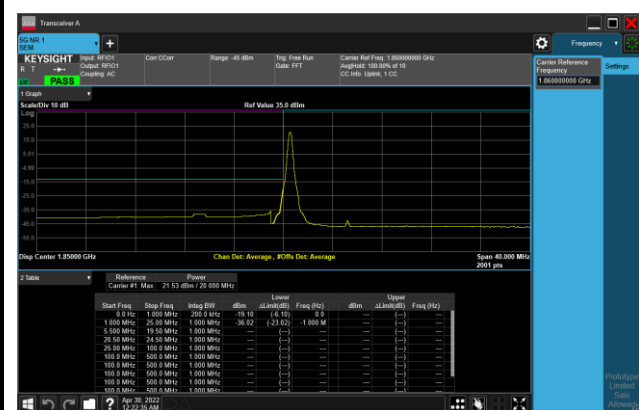 Transceiver A
5G NR 1
SEM
Frequency
KEYSIGHT
Input: RFIO1
Output: RFIO1
Coupling: AC
Corr CCorr
Range: -45 dBm
Trig: Free Run
Gate: FFT
Carrier Ref Freq: 1.860000000 GHz
Avg|Hold: 100.00% of 10
CC Info: Uplink, 1 CC
R T
PASS
Carrier Reference
Frequency
1.860000000 GHz
Settings
1 Graph
Scale/Div 10 dB
Ref Value 35.0 dBm
Log
25.0
15.0
5.00
-15.0
-25.0
-35.0
-45.0
-55.0
Disp Center 1.85000 GHz
Chan Det: Average, #Offs Det: Average
Span 40.000 MHz
2001 pts
2 Table
Reference Power
Carrier #1 Max 21.53 dBm / 20.000 MHz
Lower Upper
Start Freq Stop Freq Integ BW dBm ΔLimit(dB) Freq (Hz) dBm ΔLimit(dB) Freq (Hz)
0.0 Hz 1.000 MHz 200.0 kHz -19.10 (-6.10) 0.0 --- (---) ---
1.000 MHz 25.00 MHz 1.000 MHz -36.02 (-23.02) -1.000 M --- (---) ---
5.500 MHz 19.50 MHz 1.000 MHz --- (---) --- --- (---) ---
20.50 MHz 24.50 MHz 1.000 MHz --- (---) --- --- (---) ---
25.00 MHz 100.0 MHz 1.000 MHz --- (---) --- --- (---) ---
100.0 MHz 500.0 MHz 1.000 MHz --- (---) --- --- (---) ---
100.0 MHz 500.0 MHz 1.000 MHz --- (---) --- --- (---) ---
100.0 MHz 500.0 MHz 1.000 MHz --- (---) --- --- (---) ---
100.0 MHz 500.0 MHz 1.000 MHz --- (---) --- --- (---) ---
Prototype
Limited
Sale
Allowed
Apr 30, 2022
12:22:35 AM